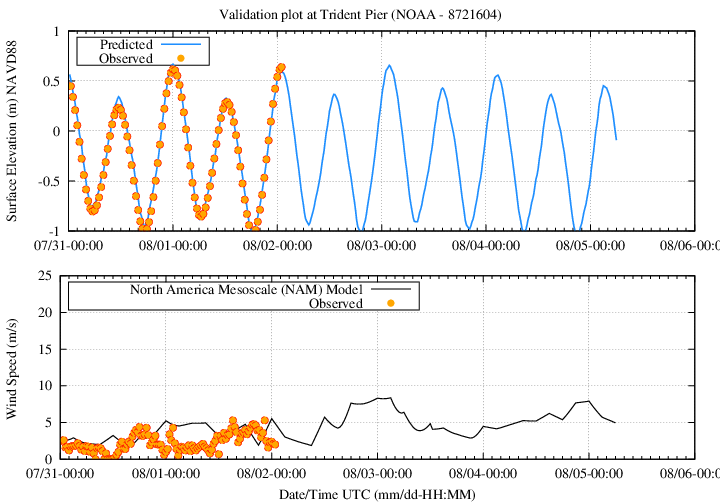 Validation plot at Trident Pier (NOAA - 8721604)
Surface Elevation (m) NAVD88
Predicted
Observed
1
0.5
0
-0.5
-1
07/31-00:00 08/01-00:00 08/02-00:00 08/03-00:00 08/04-00:00 08/05-00:00 08/06-00:00
Wind Speed (m/s)
North America Mesoscale (NAM) Model
Observed
25
20
15
10
5
0
07/31-00:00 08/01-00:00 08/02-00:00 08/03-00:00 08/04-00:00 08/05-00:00 08/06-00:00
Date/Time UTC (mm/dd-HH:MM)